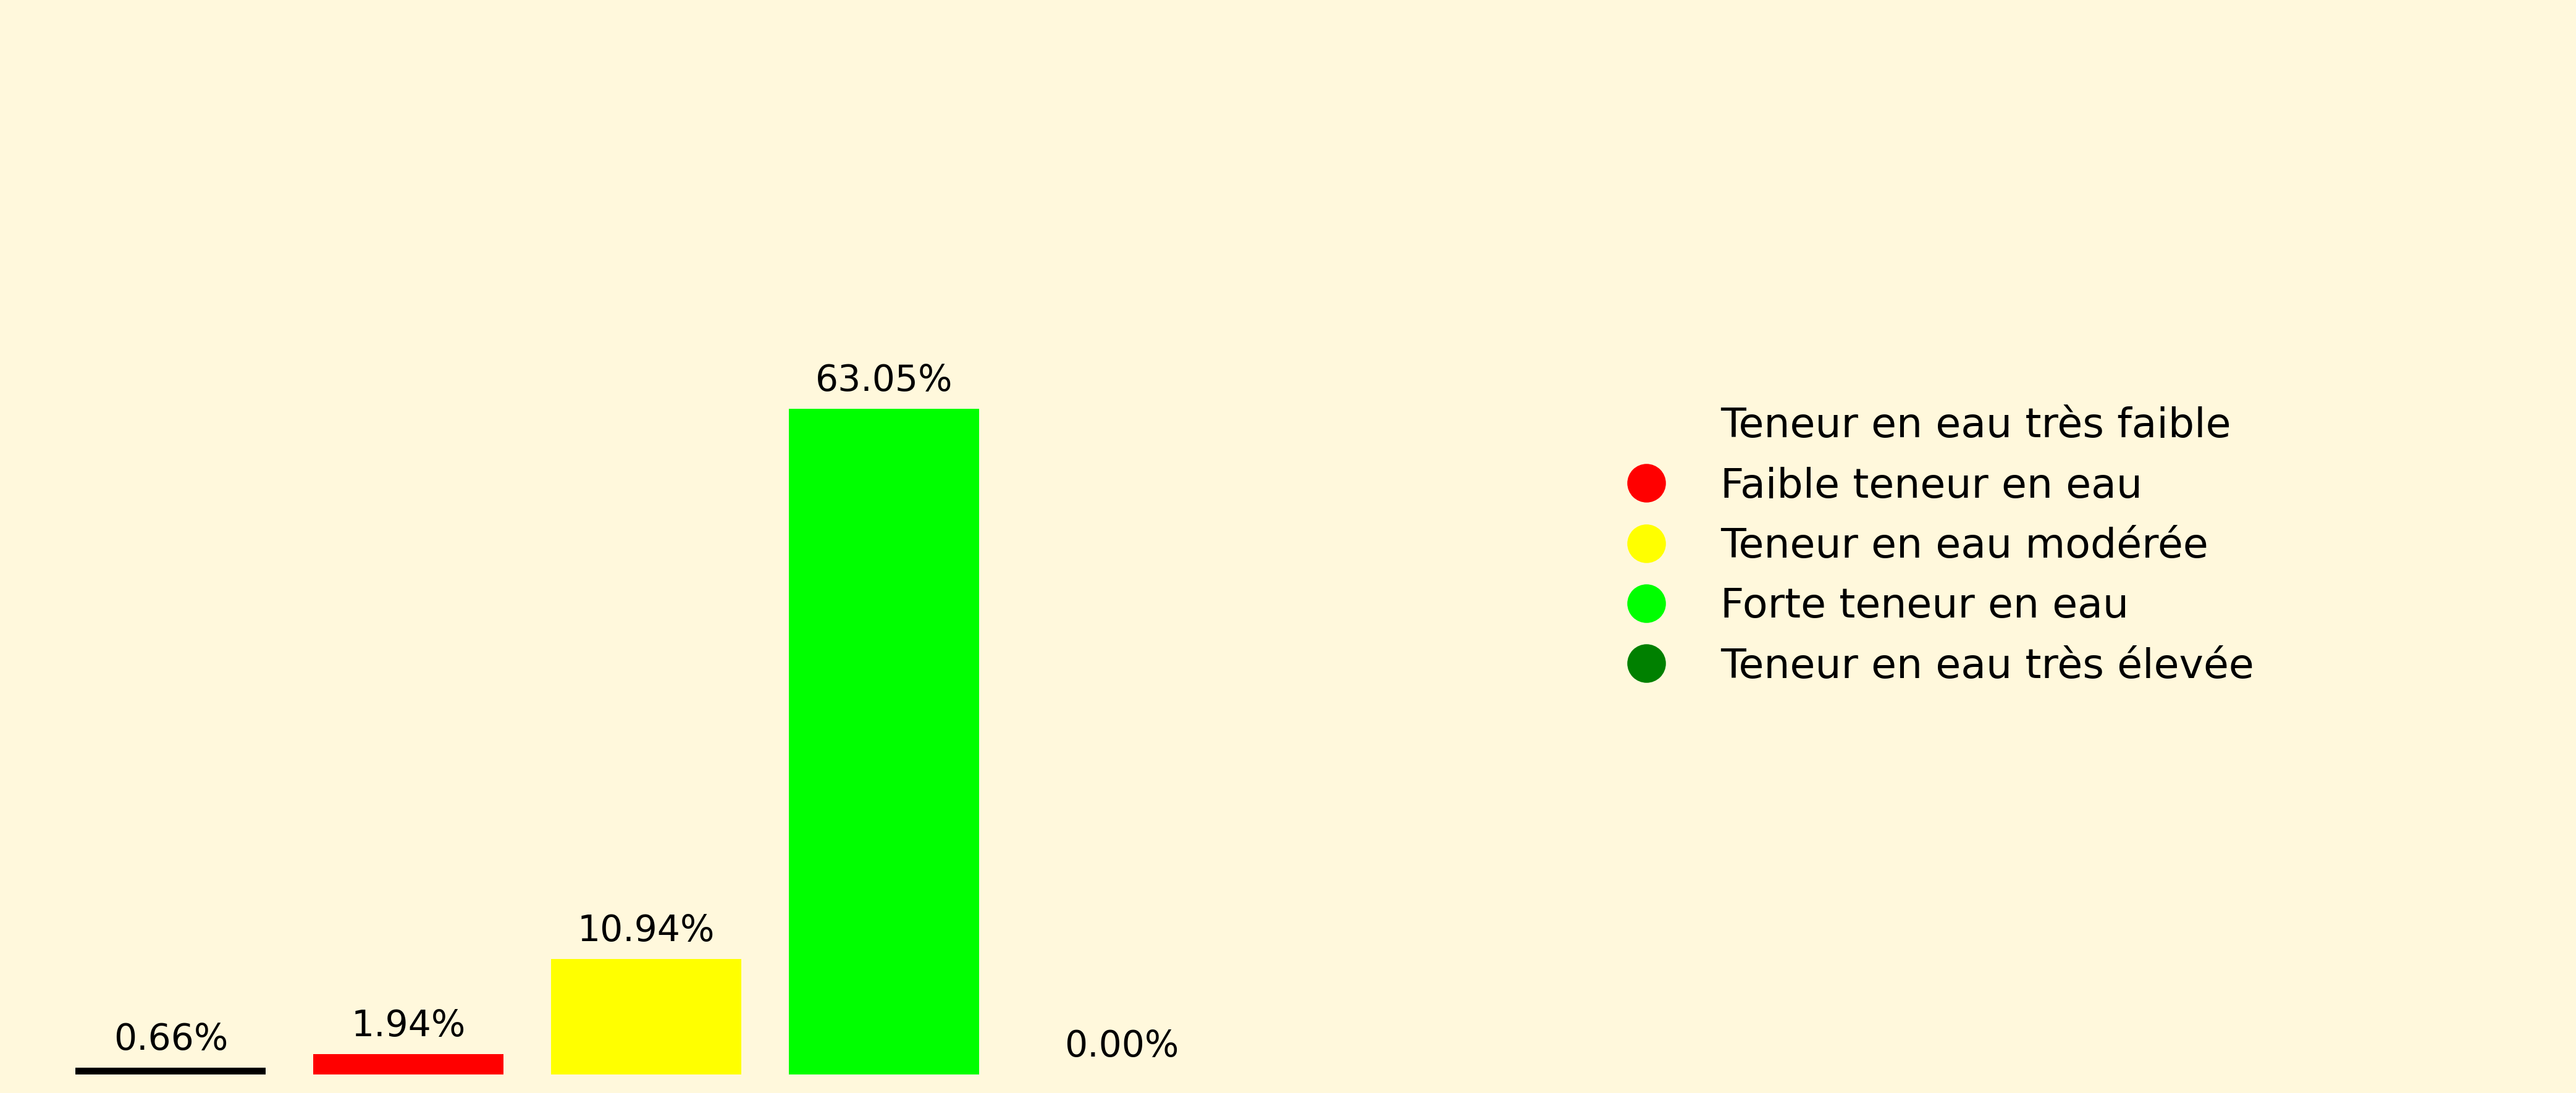 63.05%
10.94%
1.94%
0.66%
0.00%
Teneur en eau très faible
Faible teneur en eau
Teneur en eau modérée
Forte teneur en eau
Teneur en eau très élevée